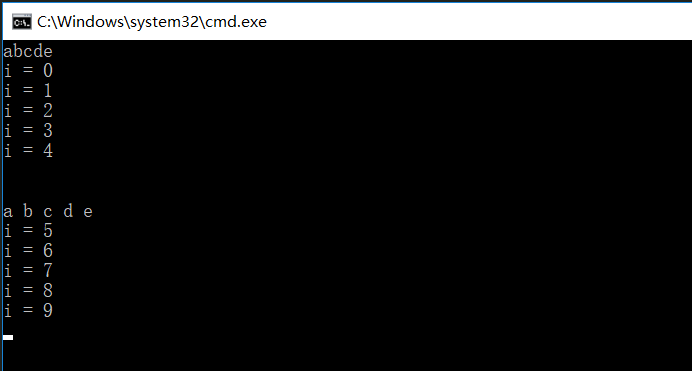 C:\Windows\system32\cmd.exe
abcde
i = 0
i = 1
i = 2
i = 3
i = 4
a b c d e
i = 5
i = 6
i = 7
i = 8
i = 9